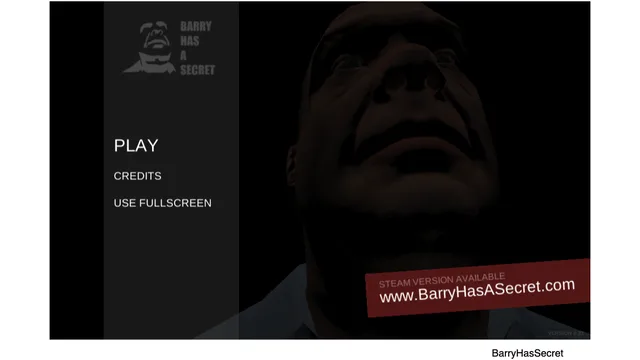 BARRY
HAS
A
SECRET
PLAY
CREDITS
USE FULLSCREEN
STEAM VERSION AVAILABLE
www.BarryHasASecret.com
BarryHasSecret